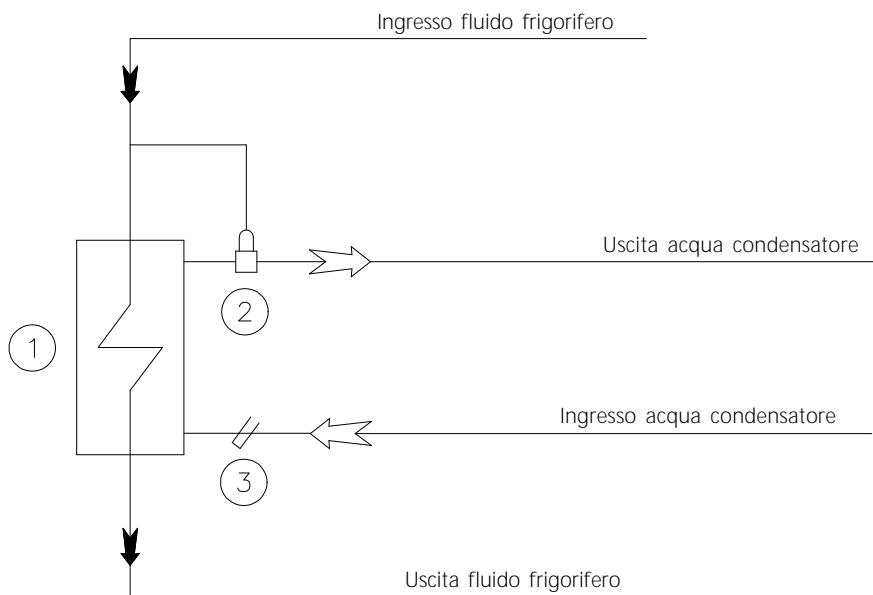 Ingresso fluido frigorifero
Uscita acqua condensatore
2
1
Ingresso acqua condensatore
3
Uscita fluido frigorifero